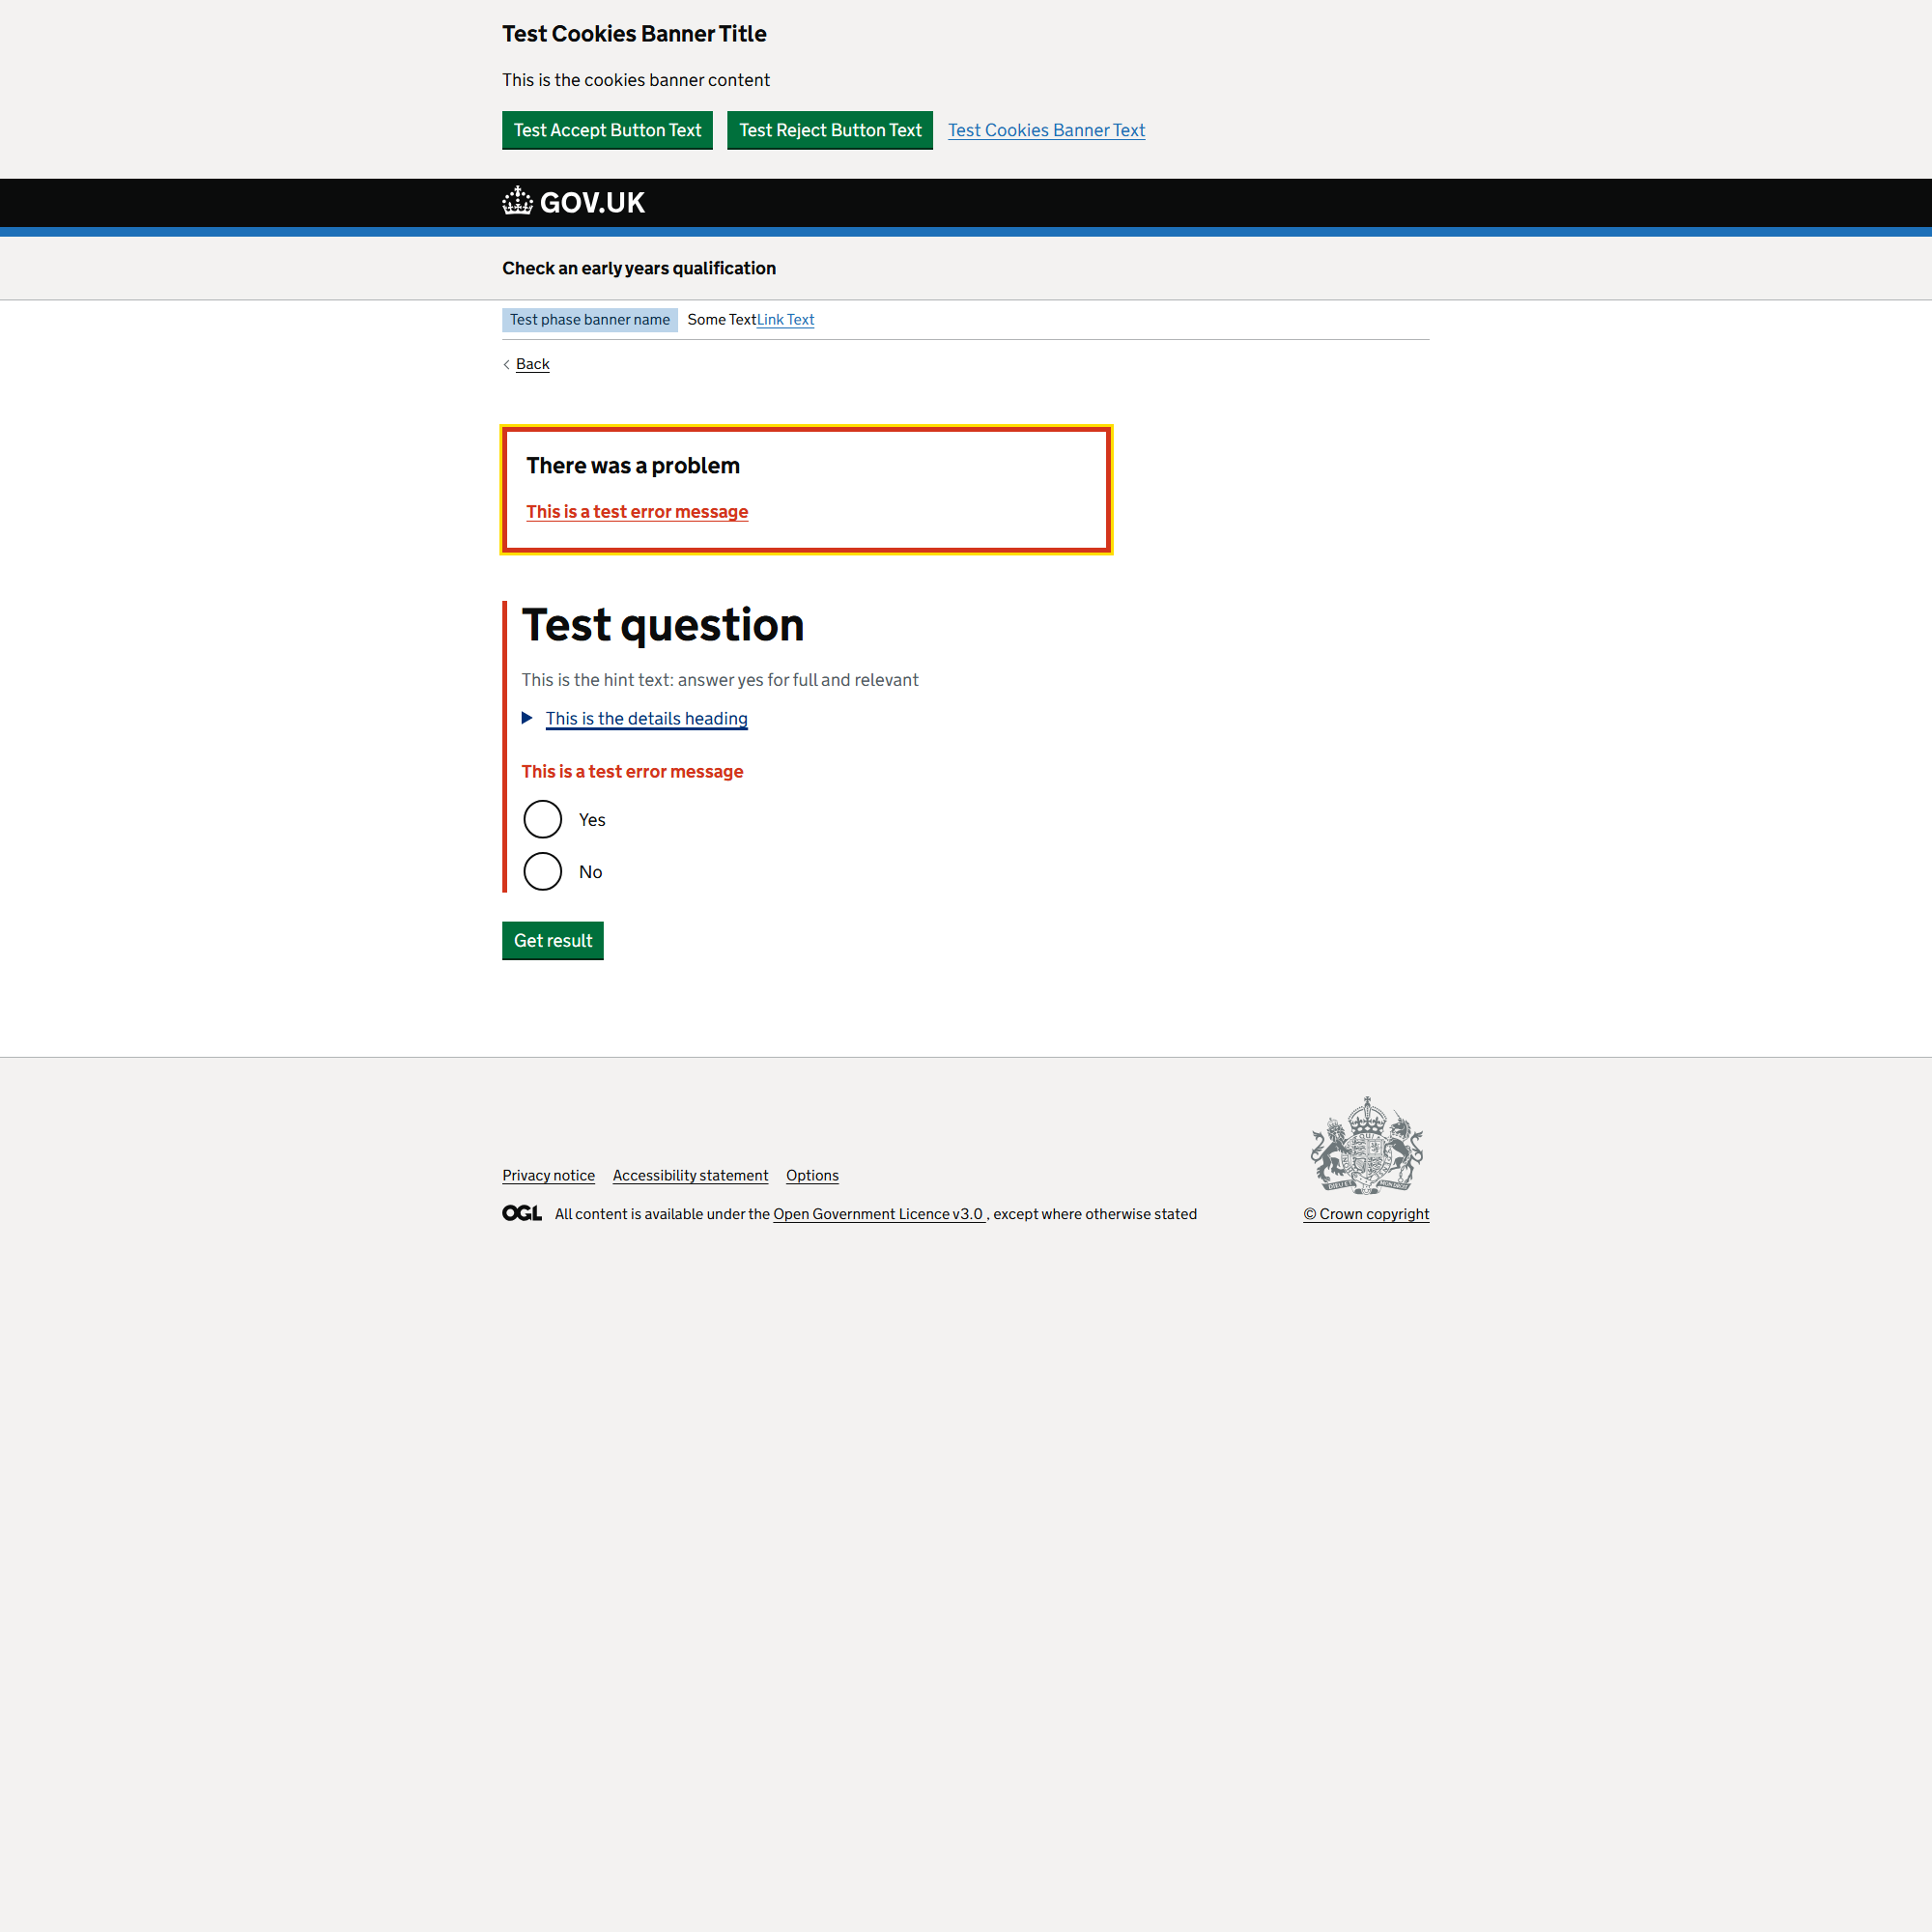 Test Cookies Banner Title
This is the cookies banner content
Test Accept Button Text Test Reject Button Text Test Cookies Banner Text
GOV.UK
Check an early years qualification
Test phase banner name Some TextLink Text
Back
There was a problem
This is a test error message
Test question
This is the hint text: answer yes for full and relevant
This is the details heading
This is a test error message
Yes
No
Get result
Privacy notice Accessibility statement Options
OGL All content is available under the Open Government Licence v3.0 , except where otherwise stated
© Crown copyright